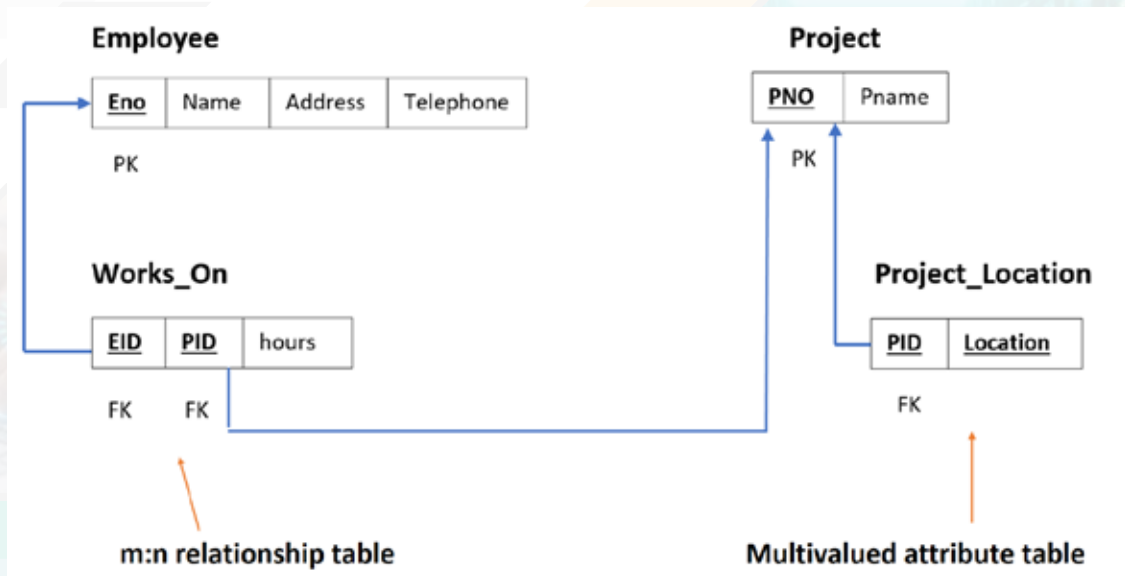 Employee
Project
Eno Name Address Telephone
PNO Pname
PK
PK
Works_On
Project_Location
EID PID hours
PID Location
FK FK
FK
m:n relationship table
Multivalued attribute table